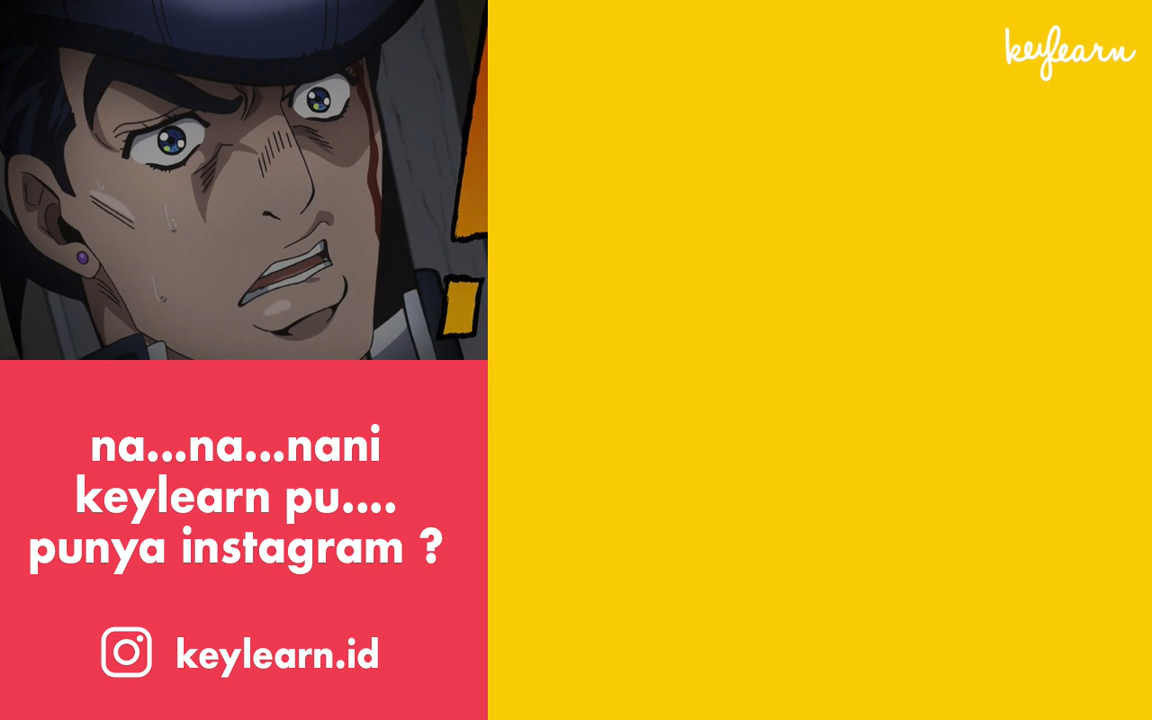 keylearn
na...na...nani
keylearn pu....
punya instagram ?
keylearn.id